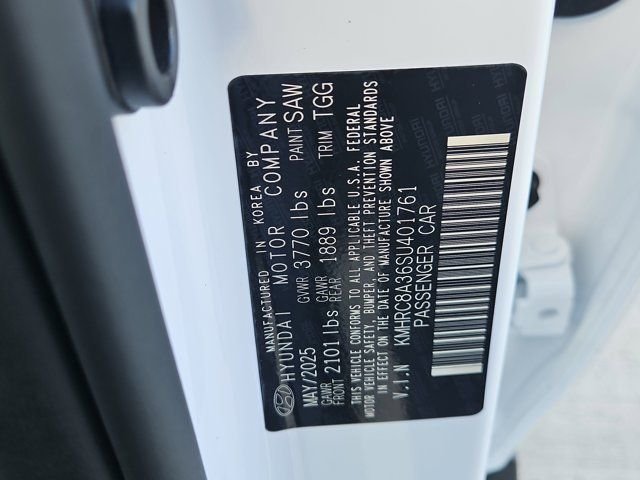 MANUFACTURED IN KOREA BY
HYUNDAI MOTOR COMPANY
MAY/2025 GVWR 3770 lbs PAINT SAW
GAWR FRONT 2101 lbs GAWR REAR 1889 lbs TRIM TGG
THIS VEHICLE CONFORMS TO ALL APPLICABLE U.S.A. FEDERAL
MOTOR VEHICLE SAFETY, BUMPER, AND THEFT PREVENTION STANDARDS
IN EFFECT ON THE DATE OF MANUFACTURE SHOWN ABOVE
V.I.N KMHRC8A36SU401761
PASSENGER CAR